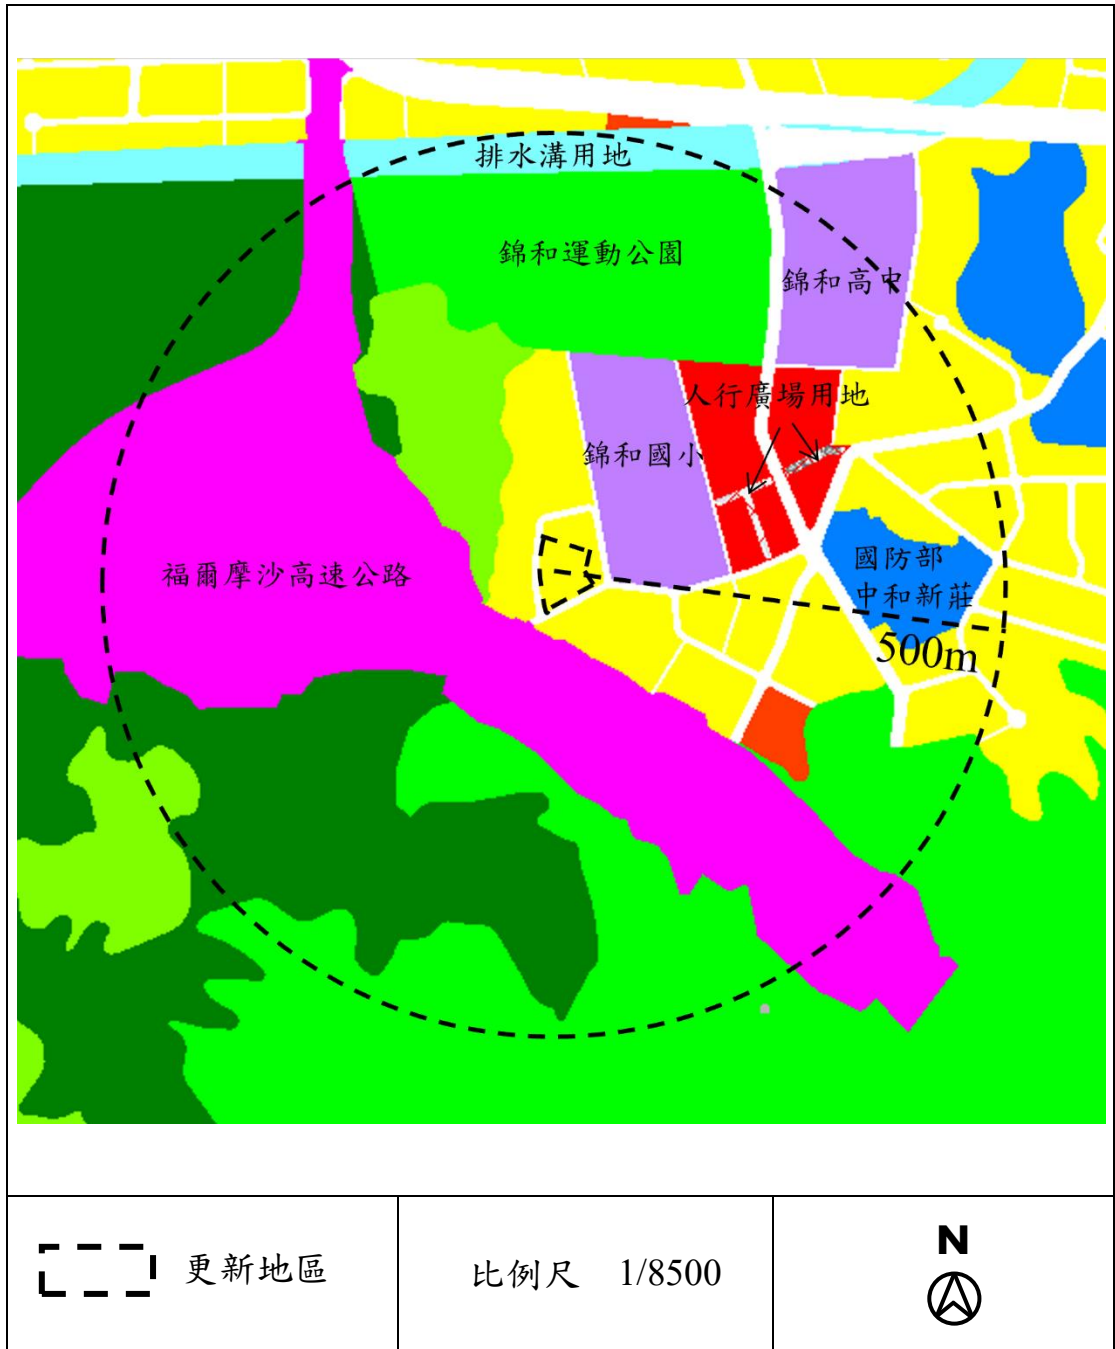 排水溝用地
錦和運動公園
錦和高中
人行廣場用地
錦和國小
福爾摩沙高速公路
國防部
中和新莊
500m
更新地區
比例尺 1/8500
N